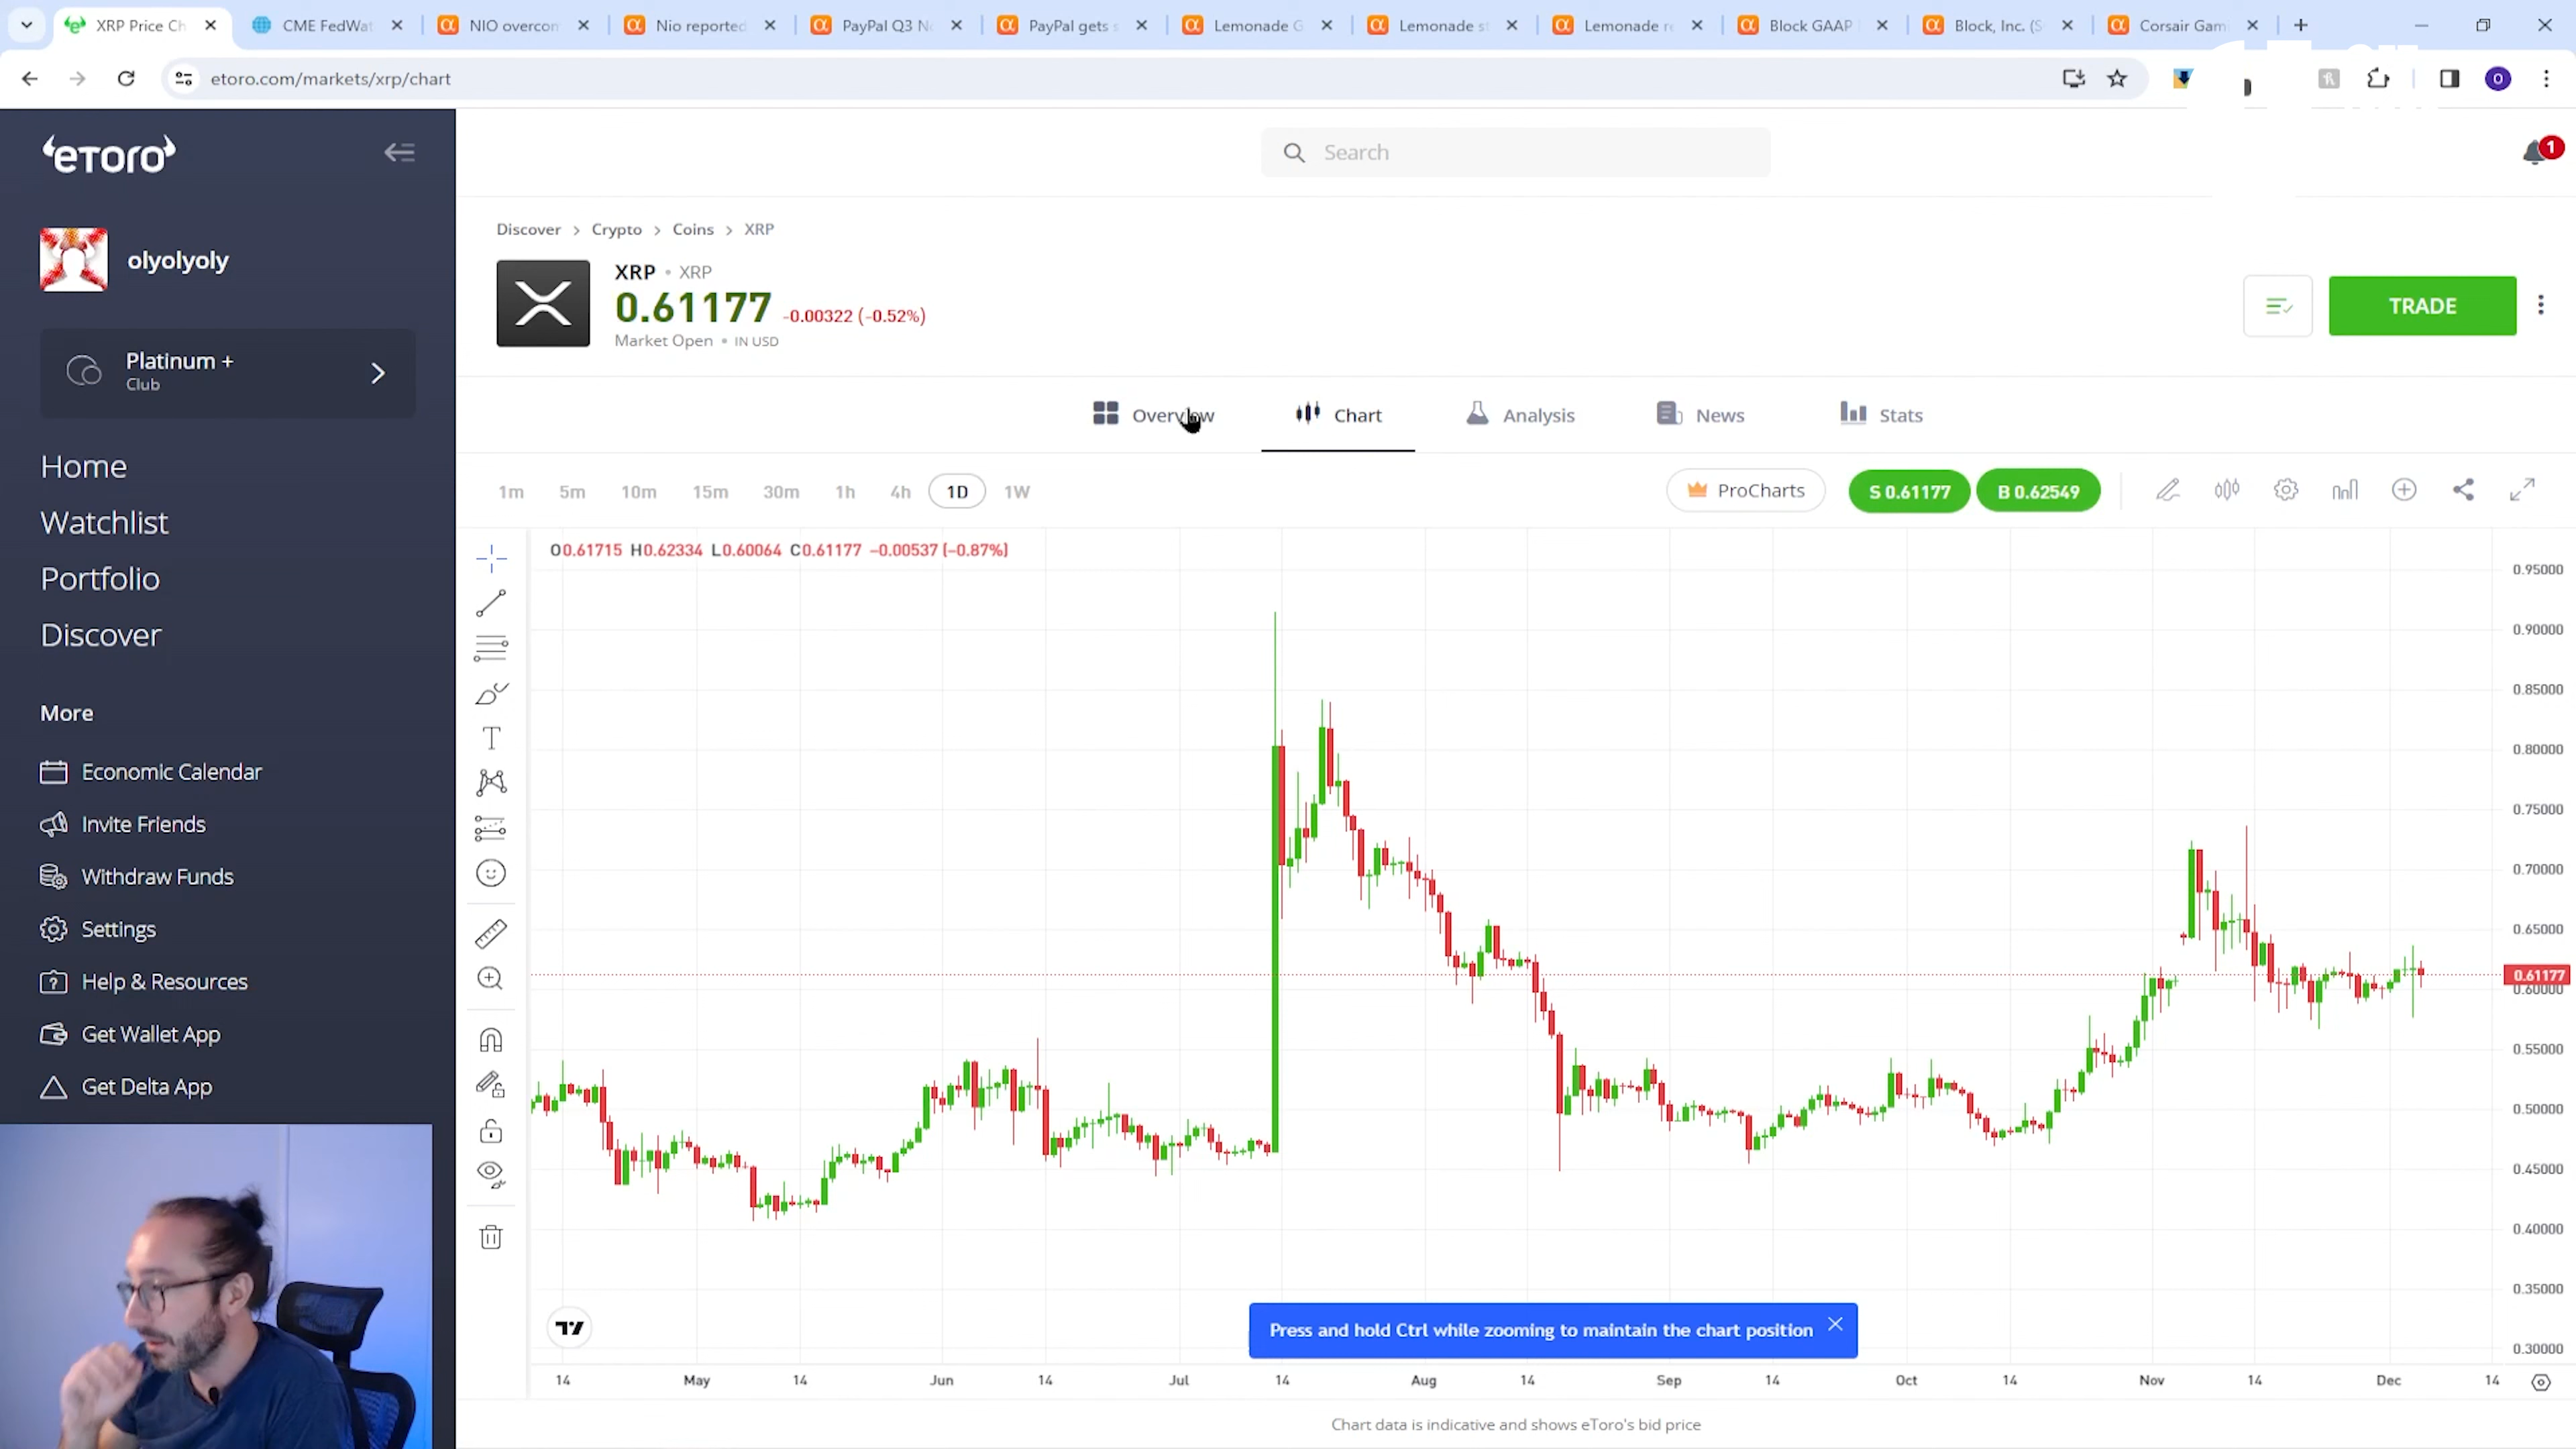 XRP Price Ch
CME FedWat
NIO overcon
Nio reported
PayPal Q3 N
PayPal gets s
Lemonade G
Lemonade st
Lemonade re
Block GAAP
Block, Inc. (S
Corsair Gam
etoro.com/markets/xrp/chart
O
eToro
Search
1
olyolyoly
Platinum +
Club
Home
Watchlist
Portfolio
Discover
More
Economic Calendar
Invite Friends
Withdraw Funds
Settings
Help & Resources
Get Wallet App
Get Delta App
Discover > Crypto > Coins > XRP
XRP • XRP
0.61177 -0.00322 (-0.52%)
Market Open • IN USD
TRADE
Overview
Chart
Analysis
News
Stats
1m 5m 10m 15m 30m 1h 4h 1D 1W
ProCharts
S 0.61177
B 0.62549
O0.61715 H0.62334 L0.60064 C0.61177 −0.00537 (−0.87%)
0.95000
0.90000
0.85000
0.80000
0.75000
0.70000
0.65000
0.61177
0.60000
0.55000
0.50000
0.45000
0.40000
0.35000
0.30000
Press and hold Ctrl while zooming to maintain the chart position
14 May 14 Jun 14 Jul 14 Aug 14 Sep 14 Oct 14 Nov 14 Dec 14
Chart data is indicative and shows eToro's bid price